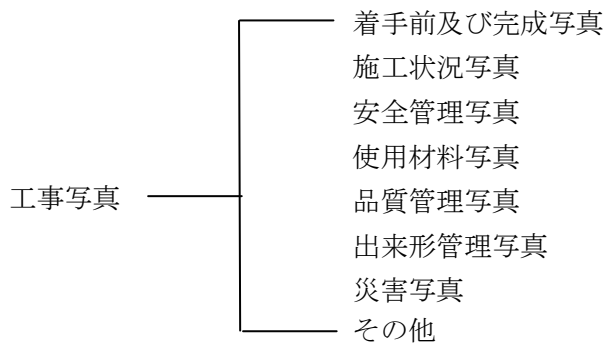 着手前及び完成写真
施工状況写真
安全管理写真
使用材料写真
工事写真
品質管理写真
出来形管理写真
災害写真
その他